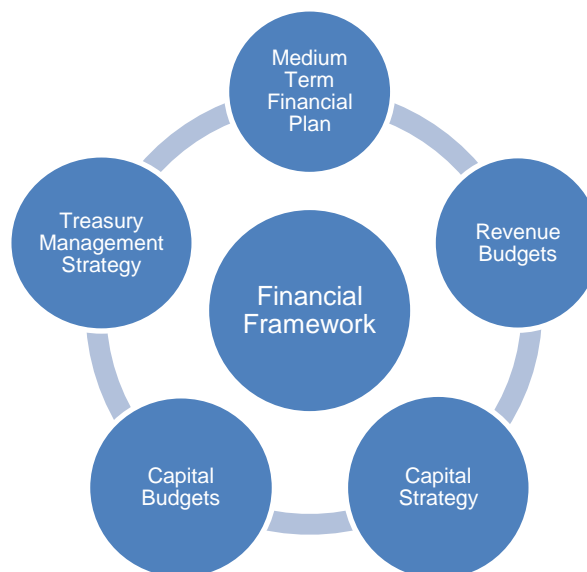 Medium
Term
Financial
Plan
Revenue
Budgets
Capital
Strategy
Capital
Budgets
Treasury
Management
Strategy
Financial
Framework